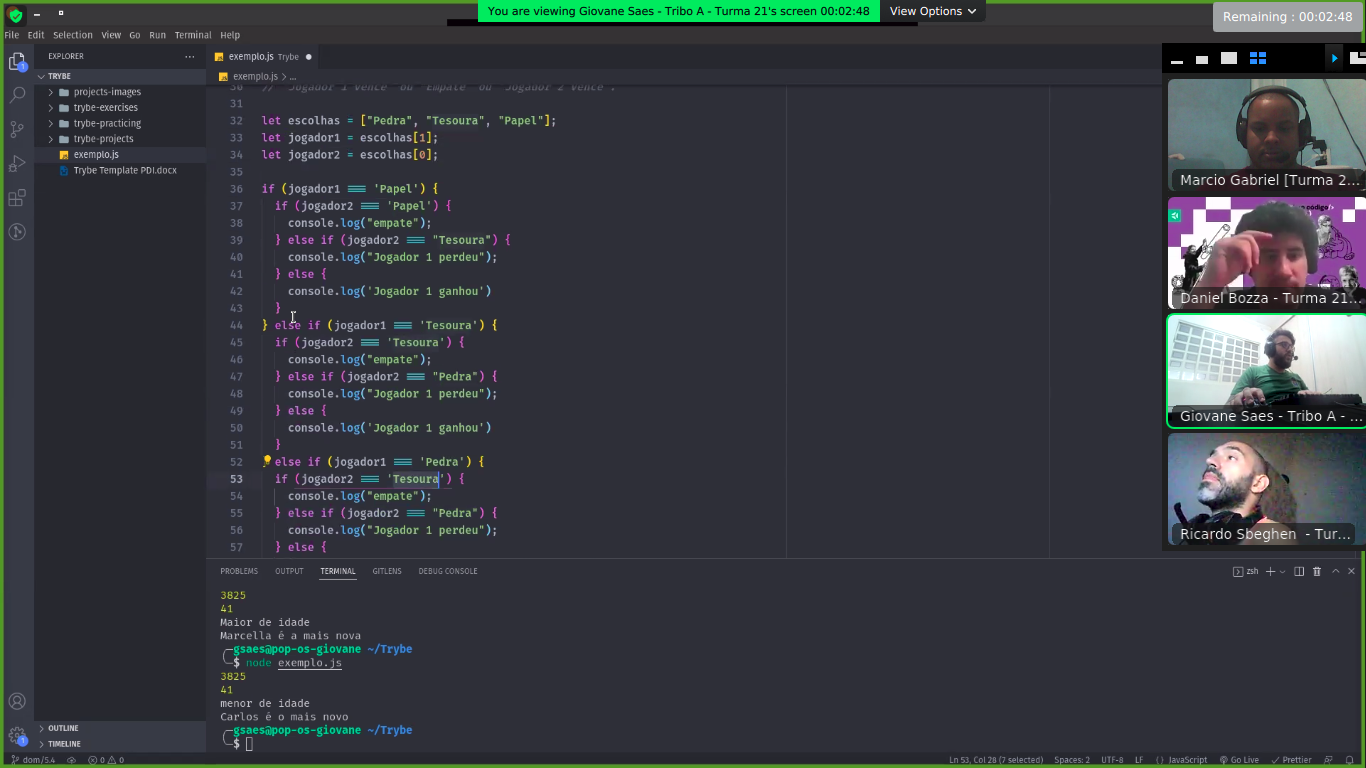 You are viewing Giovane Saes - Tribo A - Turma 21's screen 00:02:48
View Options
Remaining : 00:02:48
File Edit Selection View Go Run Terminal Help
EXPLORER
TRYBE
projects-images
trybe-exercises
trybe-practicing
trybe-projects
exemplo.js
Trybe Template PDI.docx
OUTLINE
TIMELINE
exemplo.js Trybe
exemplo.js > ...
30 // "Jogador 1 vence" ou "Empate" ou "Jogador 2 vence".
31
32 let escolhas = ["Pedra", "Tesoura", "Papel"];
33 let jogador1 = escolhas[1];
34 let jogador2 = escolhas[0];
35
36 if (jogador1 === 'Papel') {
37 if (jogador2 === 'Papel') {
38 console.log("empate");
39 } else if (jogador2 === "Tesoura") {
40 console.log("Jogador 1 perdeu");
41 } else {
42 console.log('Jogador 1 ganhou')
43 }
44 } else if (jogador1 === 'Tesoura') {
45 if (jogador2 === 'Tesoura') {
46 console.log("empate");
47 } else if (jogador2 === "Pedra") {
48 console.log("Jogador 1 perdeu");
49 } else {
50 console.log('Jogador 1 ganhou')
51 }
52 else if (jogador1 === 'Pedra') {
53 if (jogador2 === 'Tesoura') {
54 console.log("empate");
55 } else if (jogador2 === "Pedra") {
56 console.log("Jogador 1 perdeu");
57 } else {
PROBLEMS OUTPUT TERMINAL GITLENS DEBUG CONSOLE
zsh
3825
41
Maior de idade
Marcella é a mais nova
gsaes@pop-os-giovane ~/Trybe
$ node exemplo.js
3825
41
menor de idade
Carlos é o mais novo
gsaes@pop-os-giovane ~/Trybe
$
Marcio Gabriel [Turma 2...
Daniel Bozza - Turma 21...
Giovane Saes - Tribo A - ...
Ricardo Sbeghen - Tur...
dom/5.4
0 0
Ln 53, Col 28 (7 selected) Spaces: 2 UTF-8 LF {} JavaScript Go Live Prettier